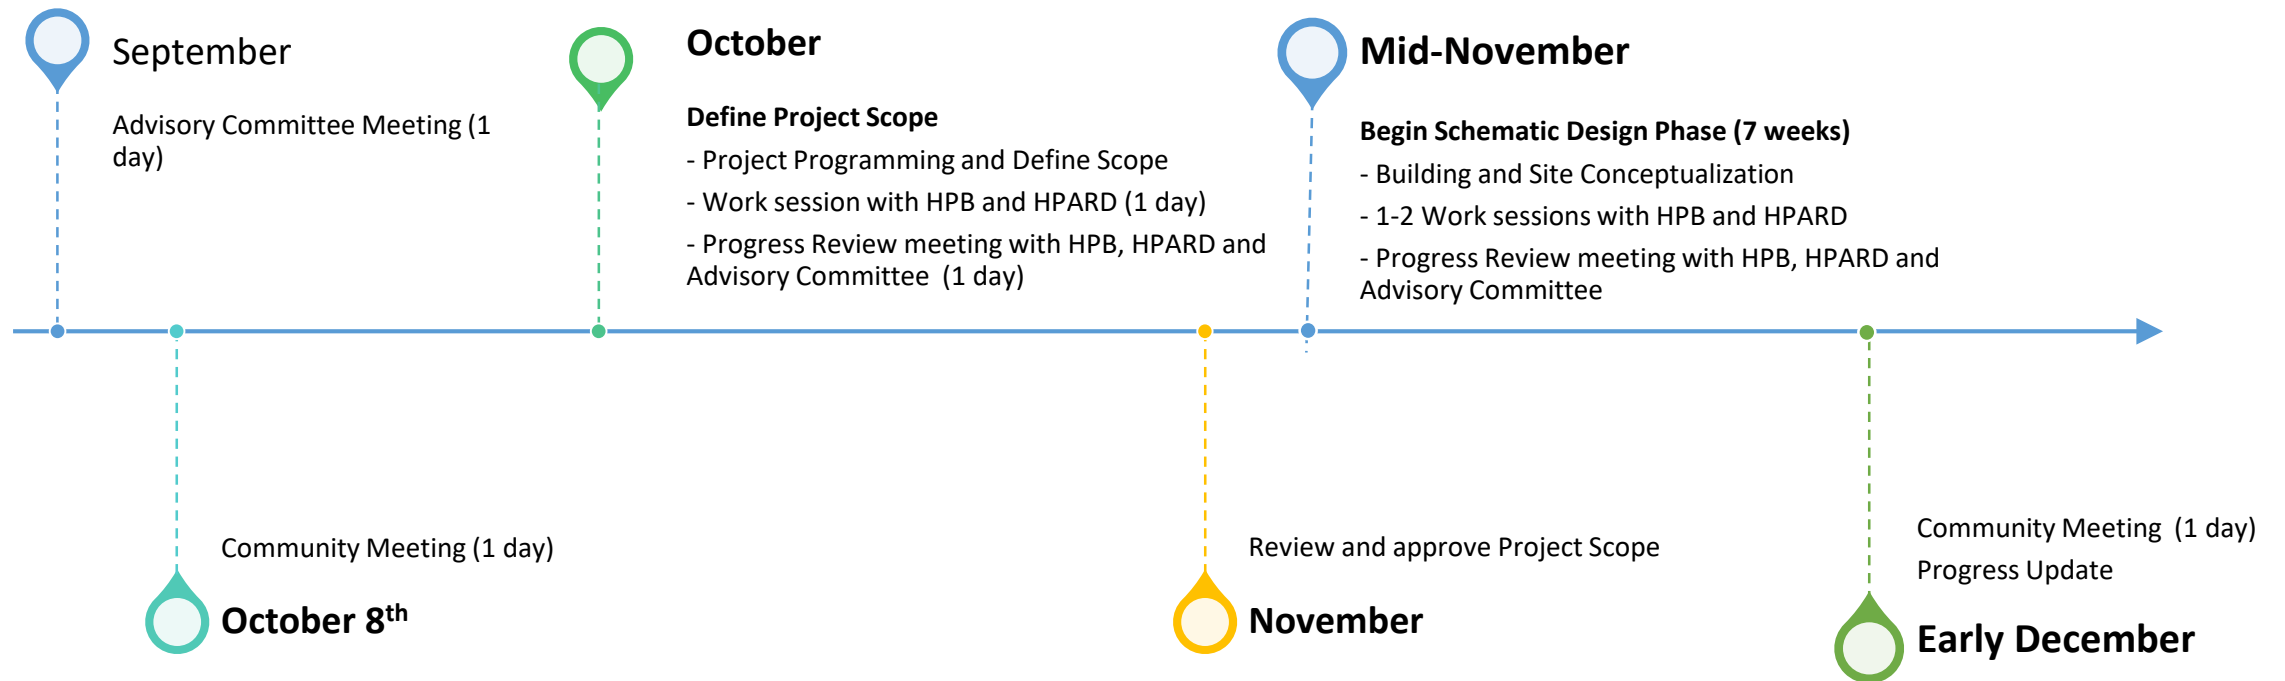 September
Advisory Committee Meeting (1
day)
October
Define Project Scope
- Project Programming and Define Scope
- Work session with HPB and HPARD (1 day)
- Progress Review meeting with HPB, HPARD and
Advisory Committee  (1 day)
Mid-November
Begin Schematic Design Phase (7 weeks)
- Building and Site Conceptualization
- 1-2 Work sessions with HPB and HPARD
- Progress Review meeting with HPB, HPARD and
Advisory Committee
Community Meeting (1 day)
October 8th
Review and approve Project Scope
November
Community Meeting  (1 day)
Progress Update
Early December